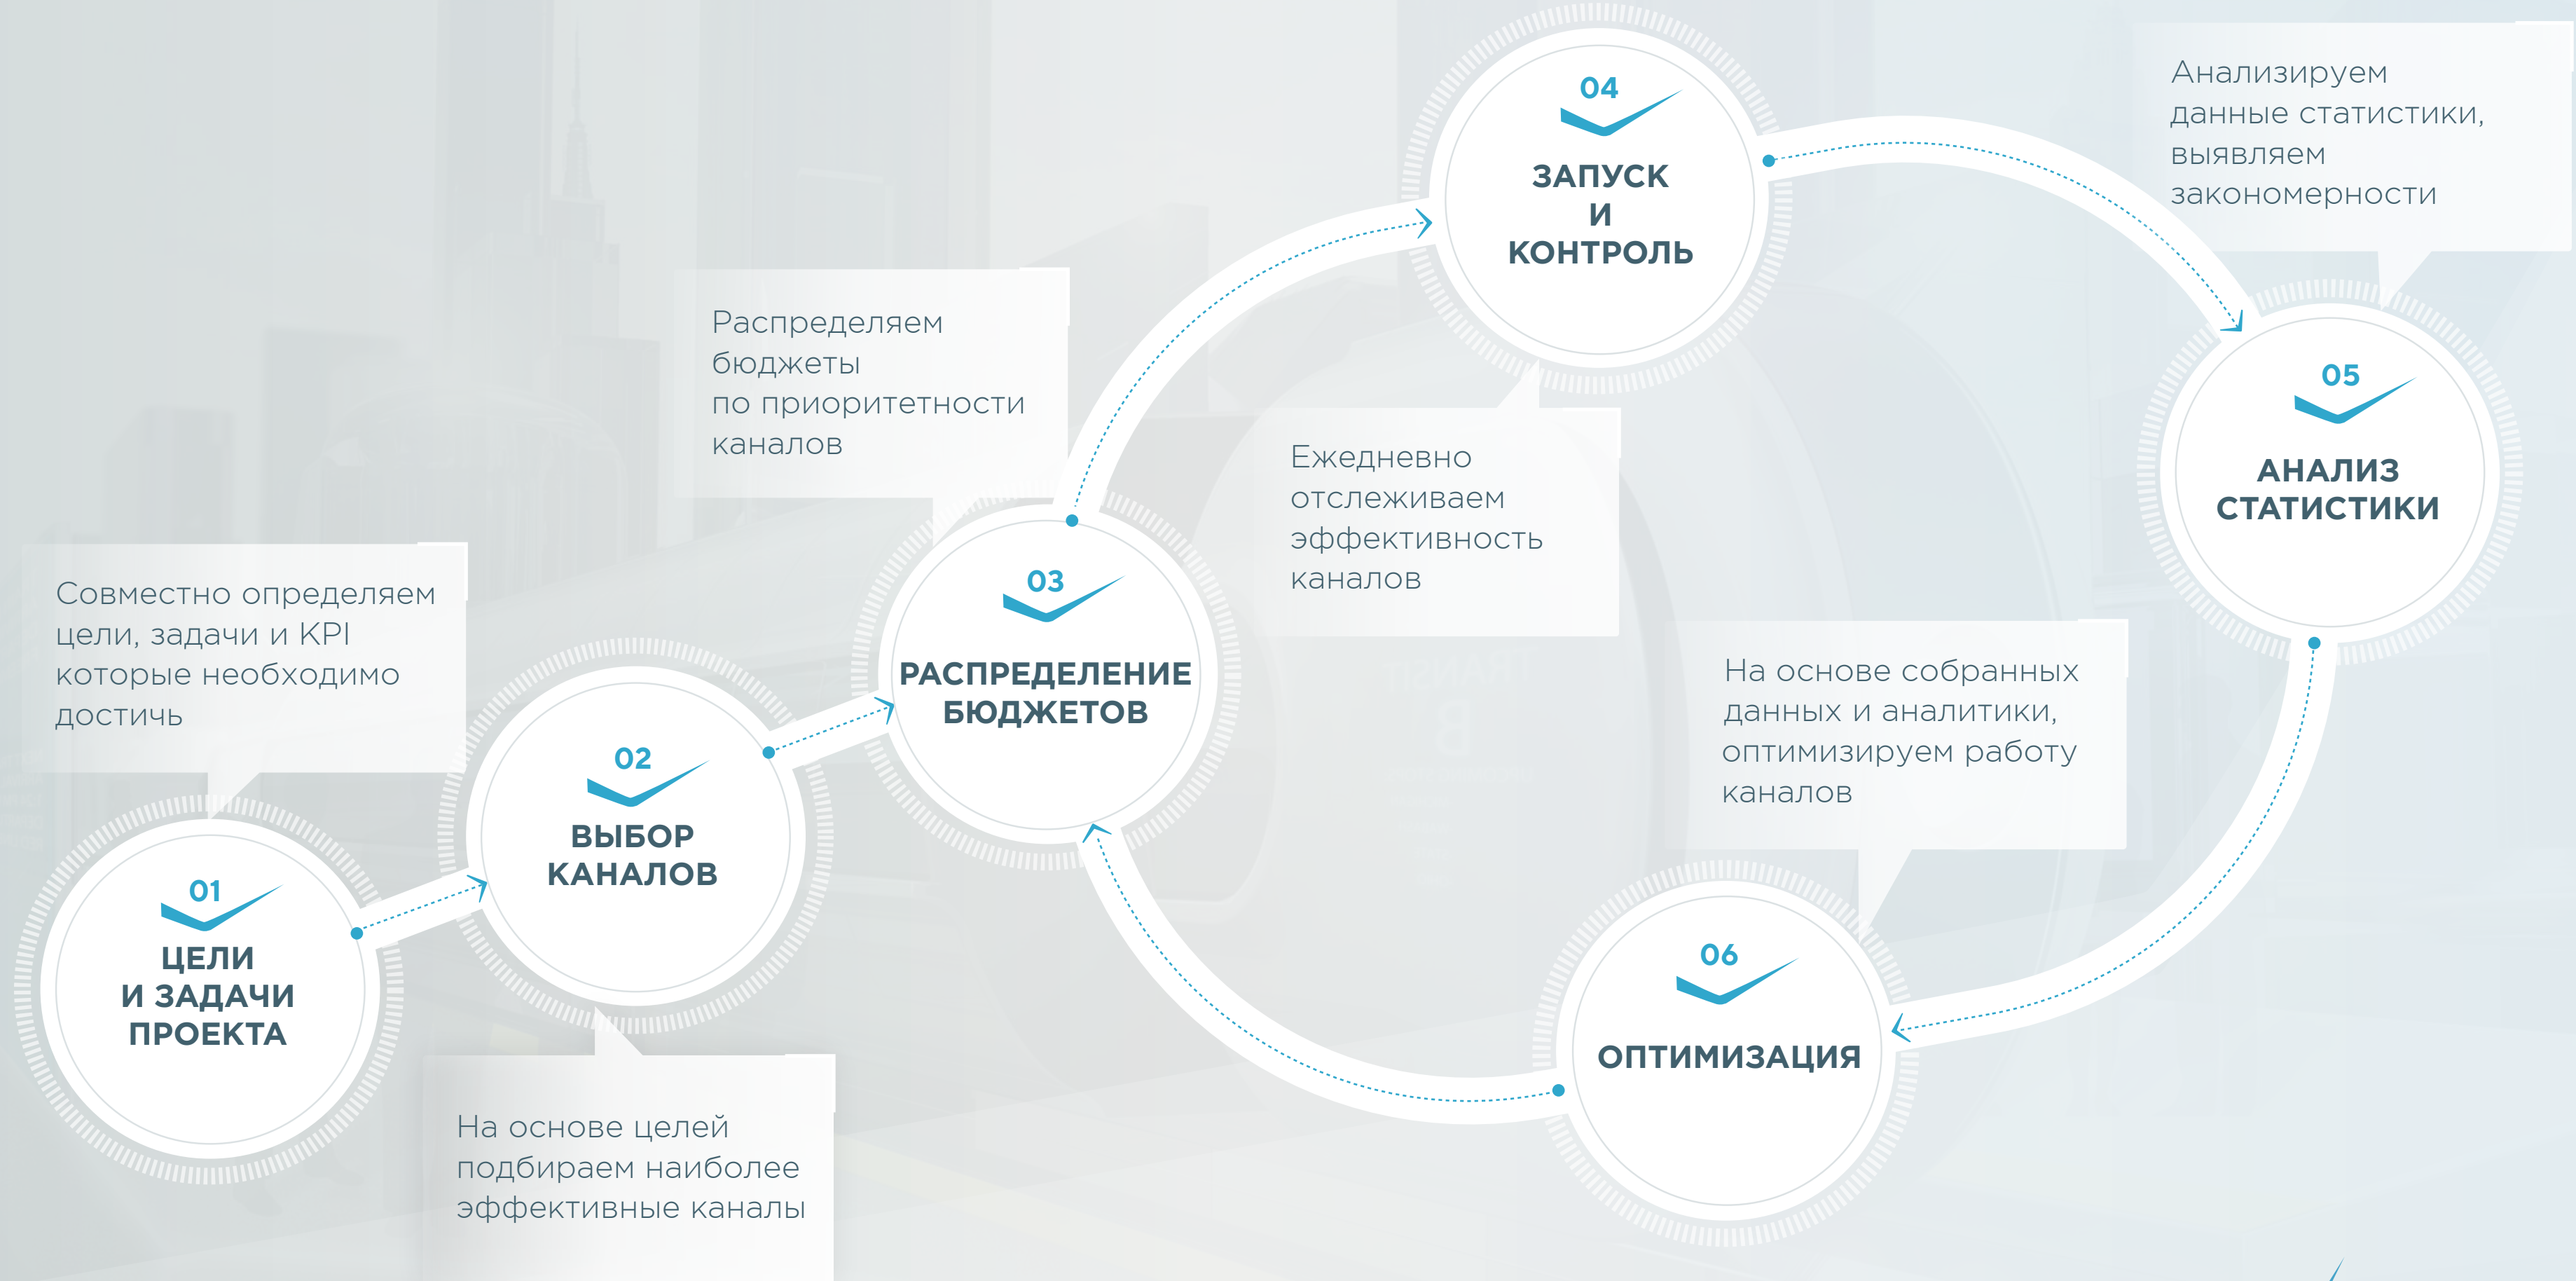 01
ЦЕЛИ
И ЗАДАЧИ
ПРОЕКТА
Совместно определяем
цели, задачи и KPI
которые необходимо
достичь
02
ВЫБОР
КАНАЛОВ
На основе целей
подбираем наиболее
эффективные каналы
03
РАСПРЕДЕЛЕНИЕ
БЮДЖЕТОВ
Распределяем
бюджеты
по приоритетности
каналов
04
ЗАПУСК
И
КОНТРОЛЬ
Ежедневно
отслеживаем
эффективность
каналов
05
АНАЛИЗ
СТАТИСТИКИ
Анализируем
данные статистики,
выявляем
закономерности
06
ОПТИМИЗАЦИЯ
На основе собранных
данных и аналитики,
оптимизируем работу
каналов